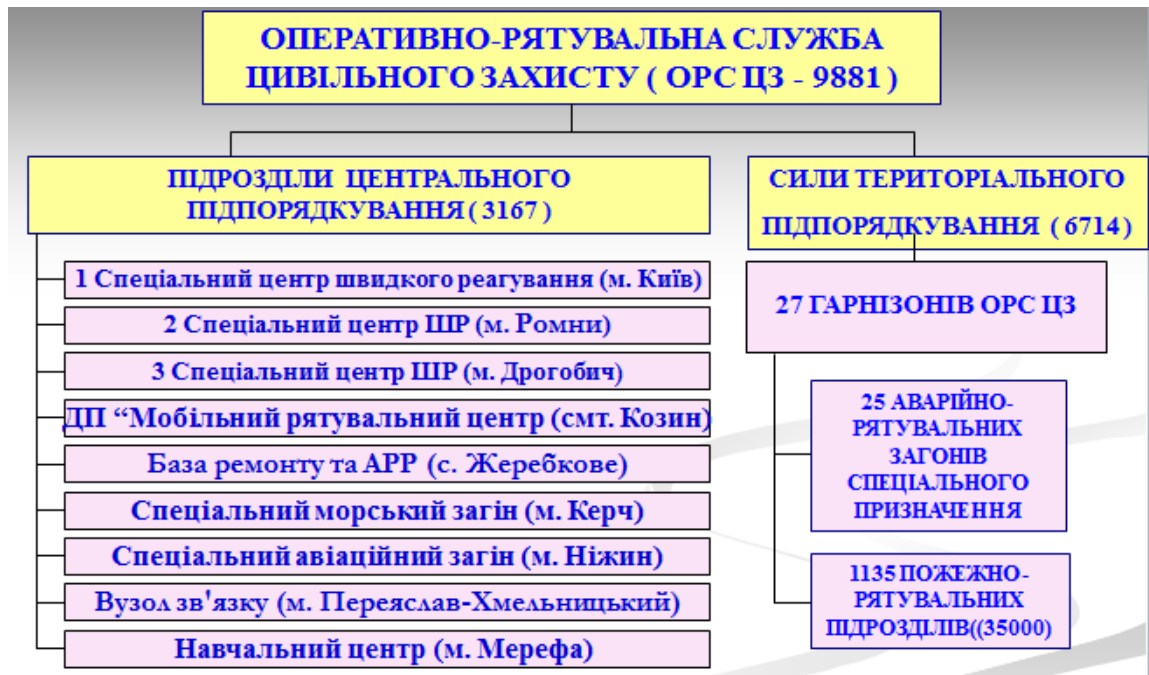 ОПЕРАТИВНО-РЯТУВАЛЬНА СЛУЖБА
ЦИВІЛЬНОГО ЗАХИСТУ ( ОРС ЦЗ - 9881 )
ПІДРОЗДІЛИ ЦЕНТРАЛЬНОГО
ПІДПОРЯДКУВАННЯ ( 3167 )
1 Спеціальний центр швидкого реагування (м. Київ)
2 Спеціальний центр ШР (м. Ромни)
3 Спеціальний центр ШР (м. Дрогобич)
ДП “Мобільний рятувальний центр (смт. Козин)
База ремонту та АРР (с. Жеребкове)
Спеціальний морський загін (м. Керч)
Спеціальний авіаційний загін (м. Ніжин)
Вузол зв'язку (м. Переяслав-Хмельницький)
Навчальний центр (м. Мерефа)
СИЛИ ТЕРИТОРІАЛЬНОГО
ПІДПОРЯДКУВАННЯ ( 6714 )
27 ГАРНІЗОНІВ ОРС ЦЗ
25 АВАРІЙНО-
РЯТУВАЛЬНИХ
ЗАГОНІВ
СПЕЦІАЛЬНОГО
ПРИЗНАЧЕННЯ
1135 ПОЖЕЖНО-
РЯТУВАЛЬНИХ
ПІДРОЗДІЛІВ((35000)